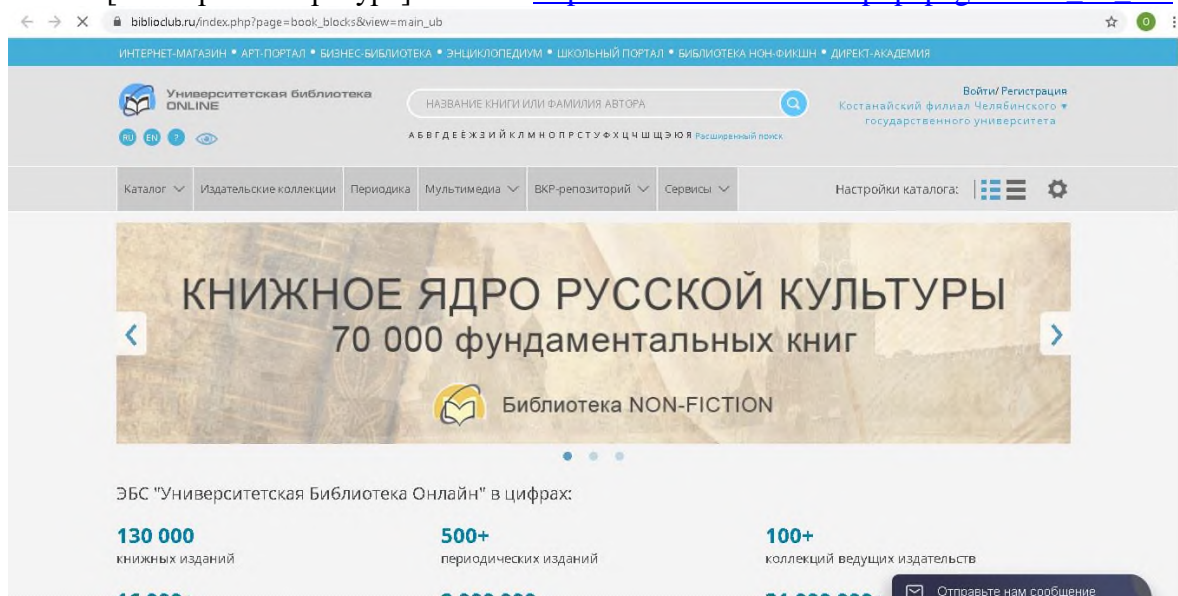 biblioclub.ru/index.php?page=book_blocks&view=main_ub
ИНТЕРНЕТ-МАГАЗИН • АРТ-ПОРТАЛ • БИЗНЕС-БИБЛИОТЕКА • ЭНЦИКЛОПЕДИУМ • ШКОЛЬНЫЙ ПОРТАЛ • БИБЛИОТЕКА НОН-ФИКШН • ДИРЕКТ-АКАДЕМИЯ
Университетская библиотека
ONLINE
НАЗВАНИЕ КНИГИ ИЛИ ФАМИЛИЯ АВТОРА
Войти/ Регистрация
Костанайский филиал Челябинского
государственного университета
RU EN ?
А Б В Г Д Е Ё Ж З И Й К Л М Н О П Р С Т У Ф Х Ц Ч Ш Щ Э Ю Я Расширенный поиск
Каталог Издательские коллекции Периодика Мультимедиа ВКР-репозиторий Сервисы Настройки каталога:
КНИЖНОЕ ЯДРО РУССКОЙ КУЛЬТУРЫ
70 000 фундаментальных книг
Библиотека NON-FICTION
ЭБС "Университетская Библиотека Онлайн" в цифрах:
130 000 500+ 100+
книжных изданий периодических изданий коллекций ведущих издательств
Отправьте нам сообщение